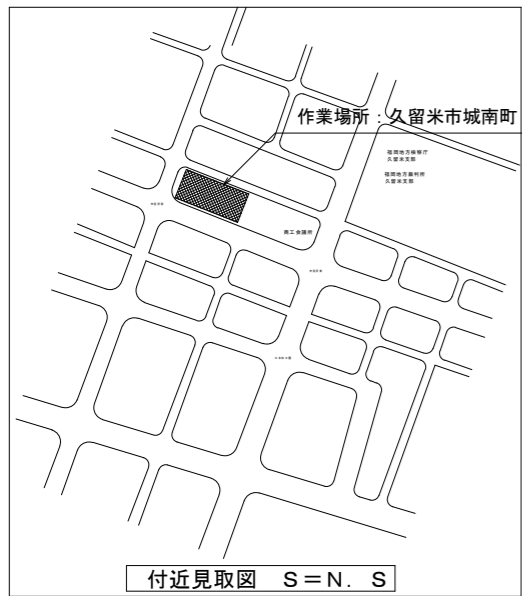 作業場所：久留米市城南町
福岡地方検察庁
久留米支部
福岡地方裁判所
久留米支部
商工会議所
付近見取図　S＝N．S